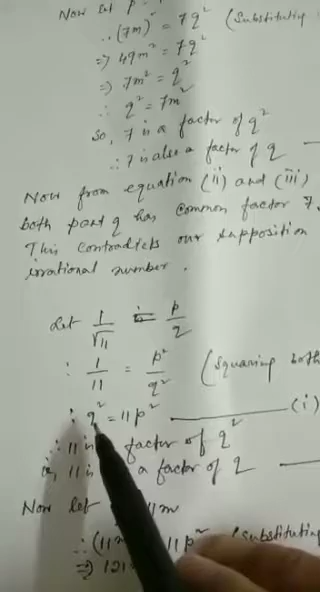 Now let p =
∴ (7m)² = 7q² (Substituting
⇒ 49m² = 7q²
⇒ 7m² = q²
∴ q² = 7m²
So, 7 is a factor of q²
∴ 7 is also a factor of q
Now from equation (ii) and (iii)
both p and q has common factor 7.
This contradicts our supposition
irrational number.
Let 1/√11 = p/q
∴ 1/11 = p²/q² (Squaring both
∴ q² = 11p² (i)
∴ 11 is factor of q²
11 is a factor of q
Now let 11m
∴ (11 11p² (Substituting
⇒ 121